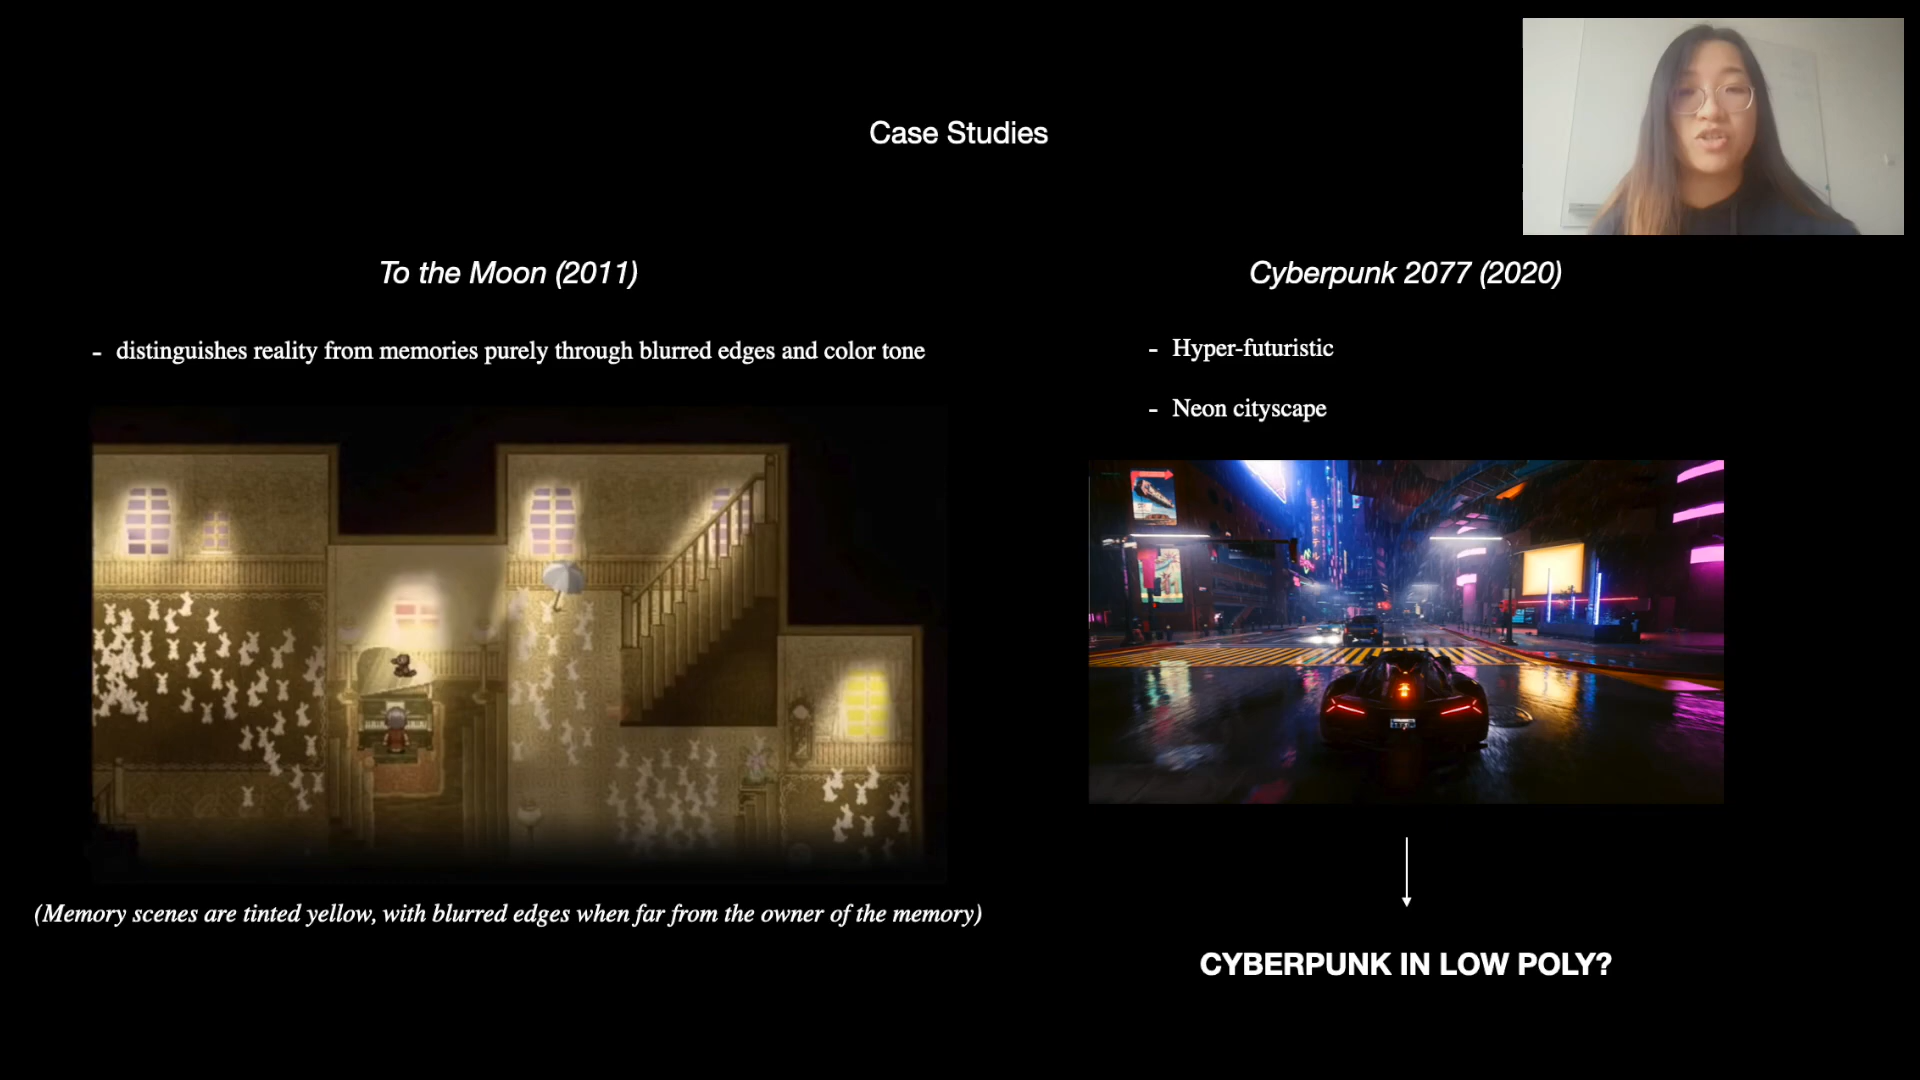 Case Studies
To the Moon (2011)
- distinguishes reality from memories purely through blurred edges and color tone
(Memory scenes are tinted yellow, with blurred edges when far from the owner of the memory)
Cyberpunk 2077 (2020)
- Hyper-futuristic
- Neon cityscape
CYBERPUNK IN LOW POLY?